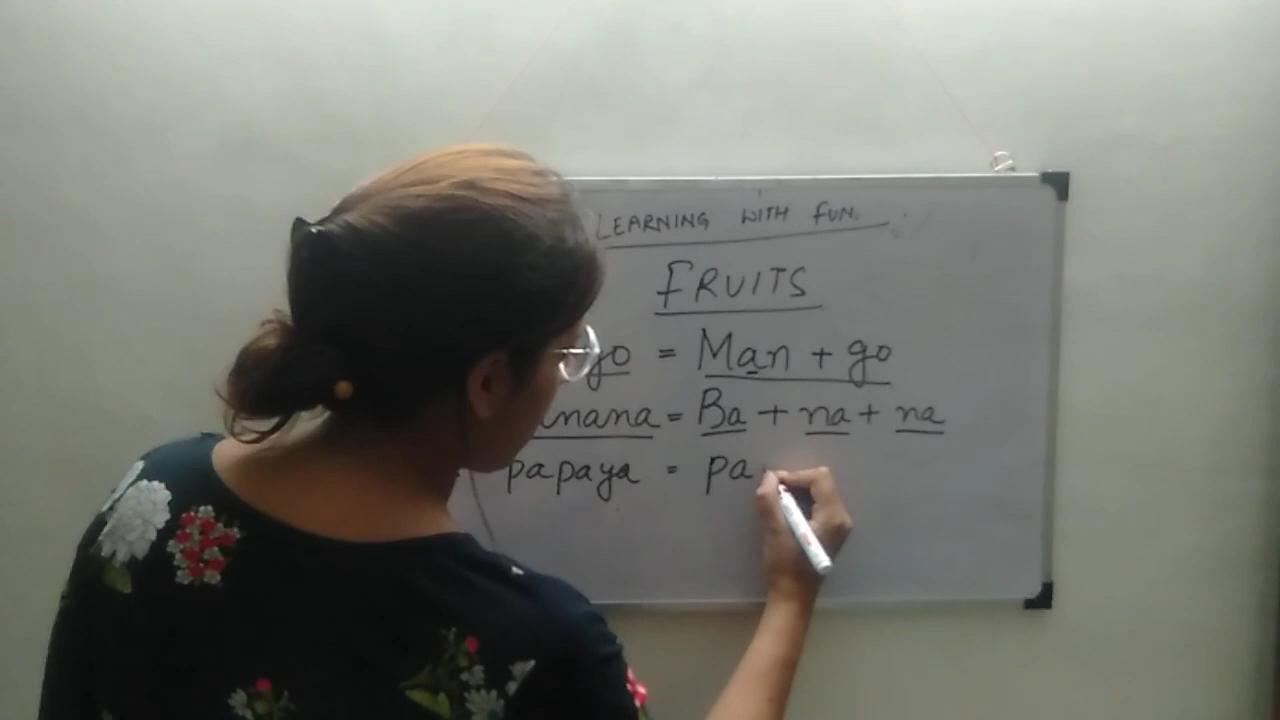 LEARNING WITH FUN.
FRUITS
go = Man + go
nana = Ba + na + na
papaya = pa